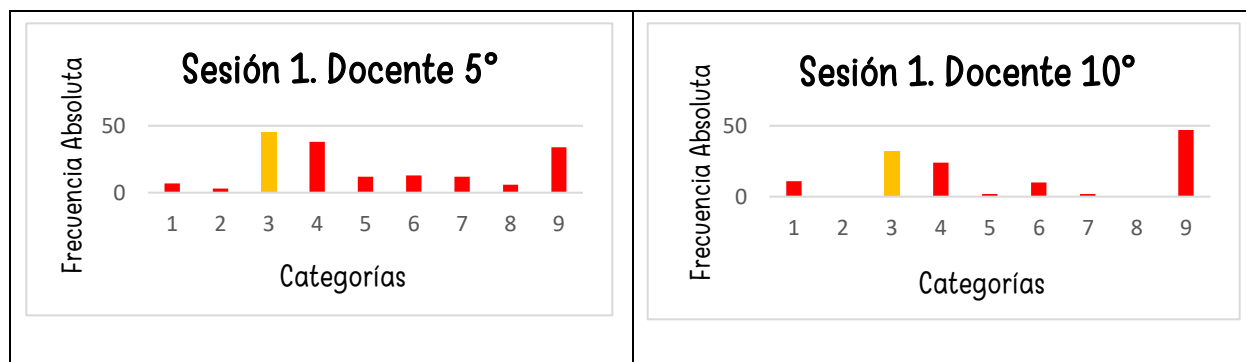 Sesión 1. Docente 5°
Frecuencia Absoluta
50
0
1 2 3 4 5 6 7 8 9
Categorías
Sesión 1. Docente 10°
Frecuencia Absoluta
50
0
1 2 3 4 5 6 7 8 9
Categorías